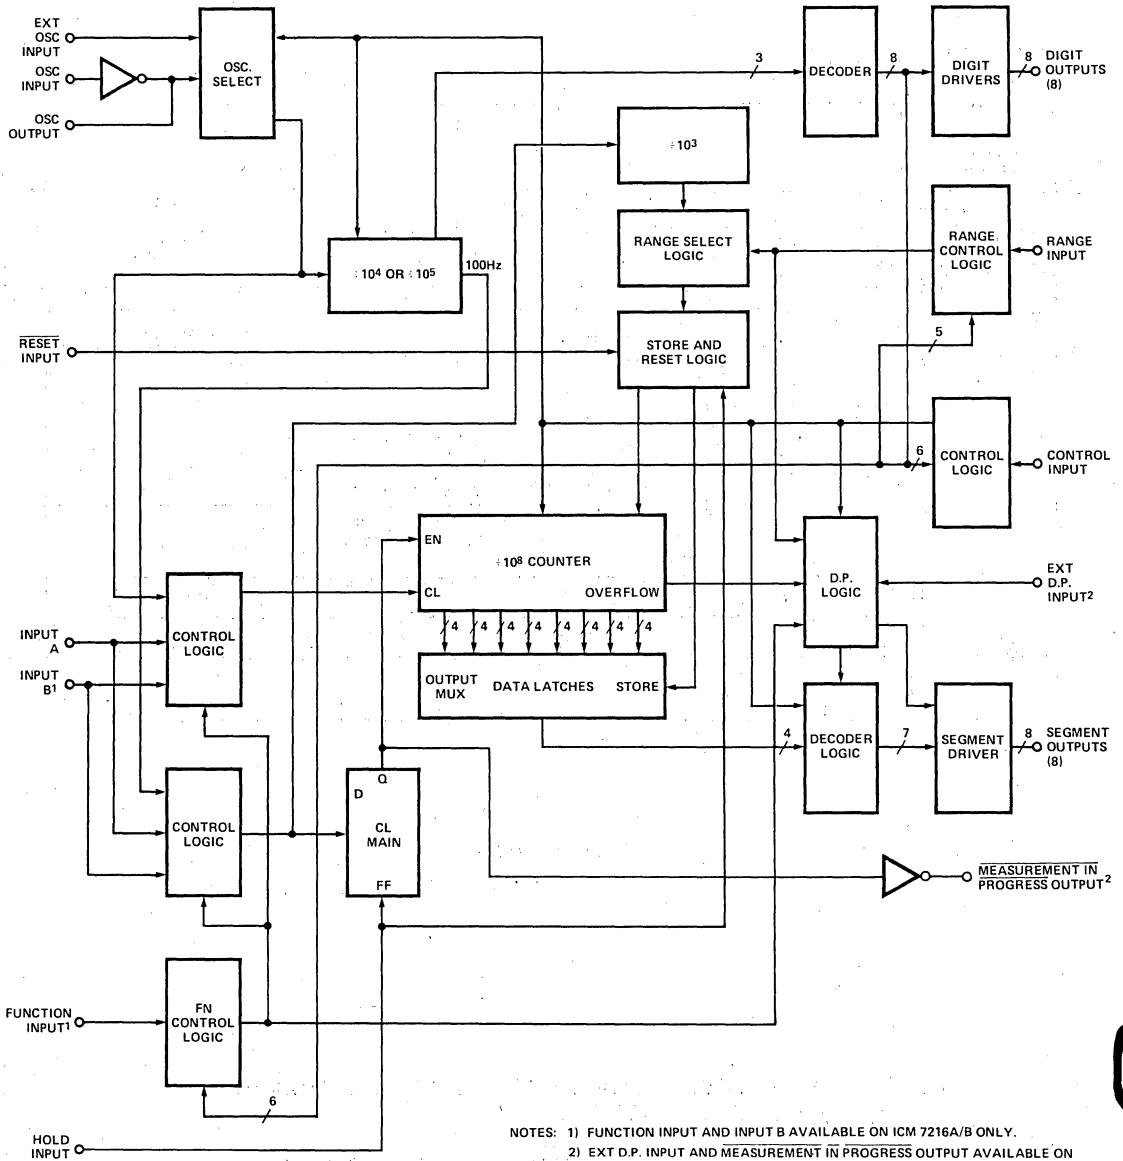 EXT
OSC
INPUT
OSC
INPUT
OSC
OUTPUT
OSC.
SELECT
3
DECODER
8
DIGIT
DRIVERS
8
DIGIT
OUTPUTS
(8)
÷10³
RANGE SELECT
LOGIC
RANGE
CONTROL
LOGIC
RANGE
INPUT
÷10⁴ OR ÷10⁵
100Hz
RESET
INPUT
STORE AND
RESET LOGIC
5
6
CONTROL
LOGIC
CONTROL
INPUT
EN
÷10⁸ COUNTER
CL
OVERFLOW
D.P.
LOGIC
EXT
D.P.
INPUT²
4 4 4 4 4 4 4 4
INPUT
A
INPUT
B¹
CONTROL
LOGIC
OUTPUT
MUX
DATA LATCHES
STORE
4
DECODER
LOGIC
7
SEGMENT
DRIVER
8
SEGMENT
OUTPUTS
(8)
CONTROL
LOGIC
Q
D
CL
MAIN
FF
MEASUREMENT IN
PROGRESS OUTPUT²
FUNCTION
INPUT¹
FN
CONTROL
LOGIC
6
HOLD
INPUT
NOTES: 1) FUNCTION INPUT AND INPUT B AVAILABLE ON ICM 7216A/B ONLY.
2) EXT D.P. INPUT AND MEASUREMENT IN PROGRESS OUTPUT AVAILABLE ON